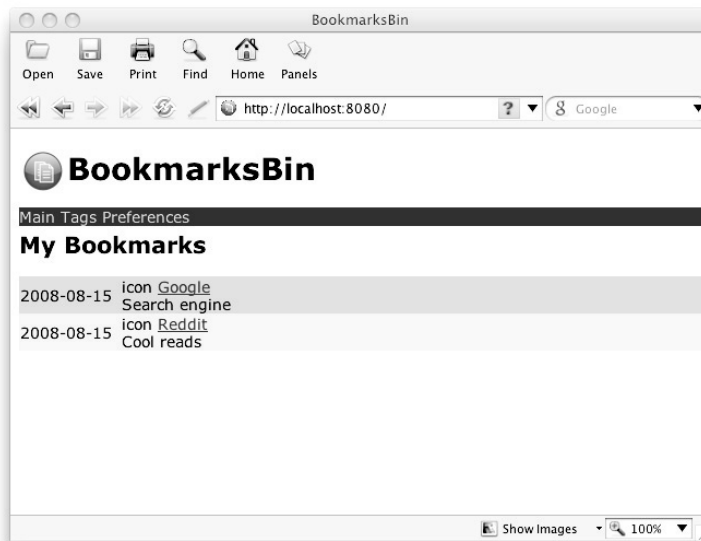 BookmarksBin
Open Save Print Find Home Panels
http://localhost:8080/ ? g Google
BookmarksBin
Main Tags Preferences
My Bookmarks
2008-08-15 icon Google
Search engine
2008-08-15 icon Reddit
Cool reads
Show Images 100%